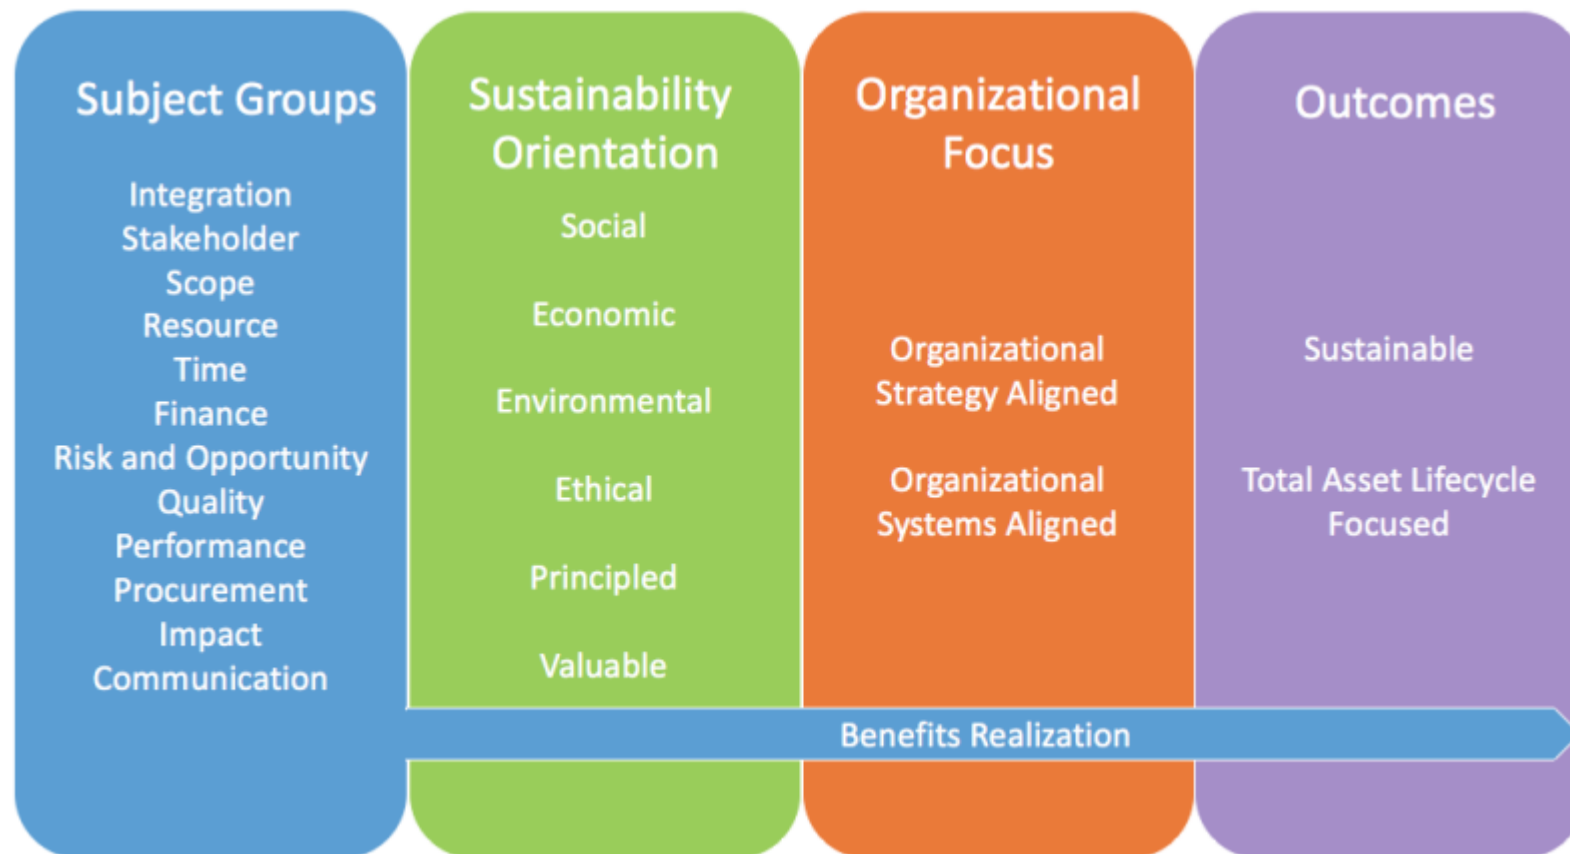 Subject Groups
Integration
Stakeholder
Scope
Resource
Time
Finance
Risk and Opportunity
Quality
Performance
Procurement
Impact
Communication
Sustainability
Orientation
Social
Economic
Environmental
Ethical
Principled
Valuable
Organizational
Focus
Organizational
Strategy Aligned
Organizational
Systems Aligned
Outcomes
Sustainable
Total Asset Lifecycle
Focused
Benefits Realization